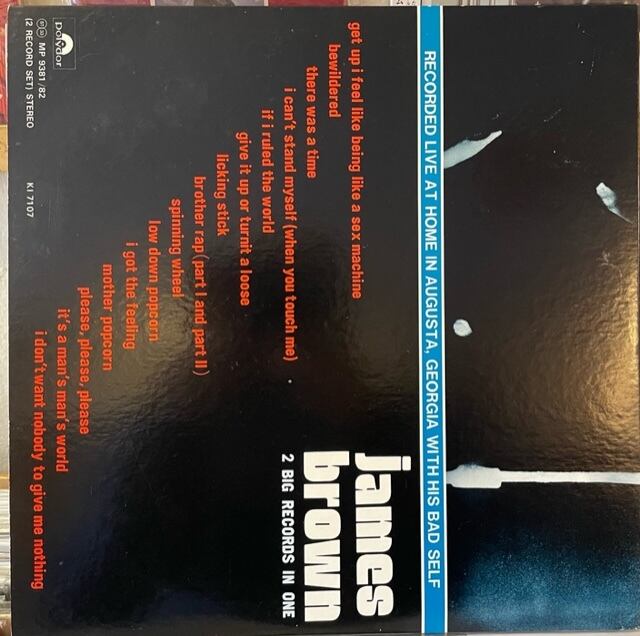 RECORDED LIVE AT HOME IN AUGUSTA, GEORGIA WITH HIS BAD SELF
get up i feel like being like a sex machine
bewildered
there was a time
i can't stand myself (when you touch me)
if i ruled the world
give it up or turnit a loose
licking stick
brother rap (part I and part II)
spinning wheel
low down popcorn
i got the feeling
mother popcorn
please, please, please
it's a man's man's world
i don't want nobody to give me nothing
james
brown
2 BIG RECORDS IN ONE
polydor
MP 9381/82
(2 RECORD SET) STEREO
KI 7107